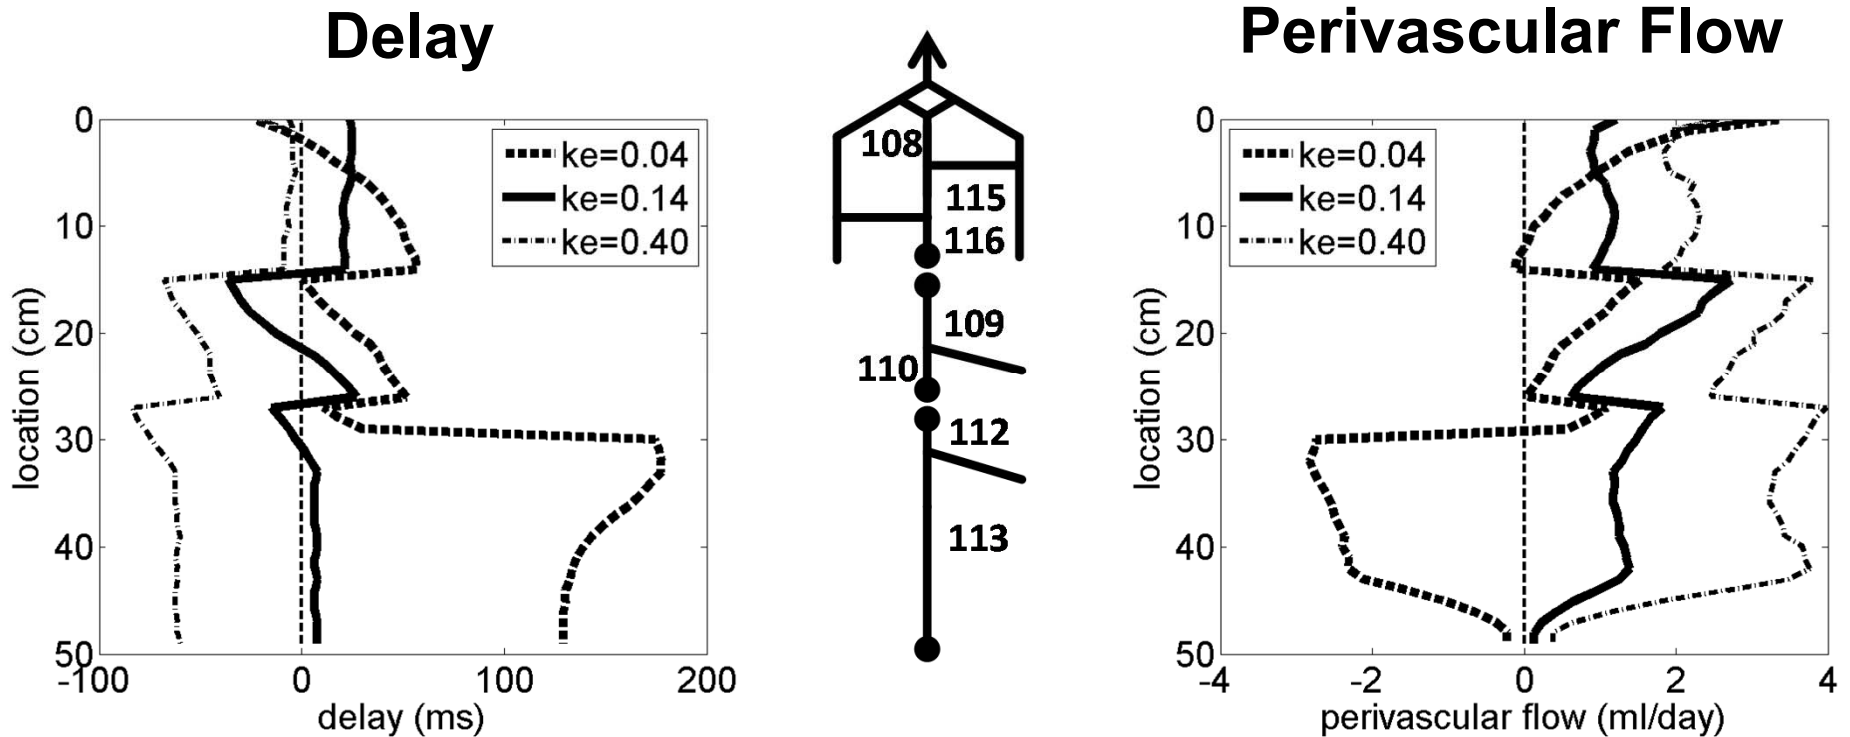 Delay
Perivascular Flow
0
10
20
30
40
50
location (cm)
-100
0
100
200
delay (ms)
ke=0.04
ke=0.14
ke=0.40
108
115
116
109
110
112
113
0
10
20
30
40
50
location (cm)
-4
-2
0
2
4
perivascular flow (ml/day)
ke=0.04
ke=0.14
ke=0.40